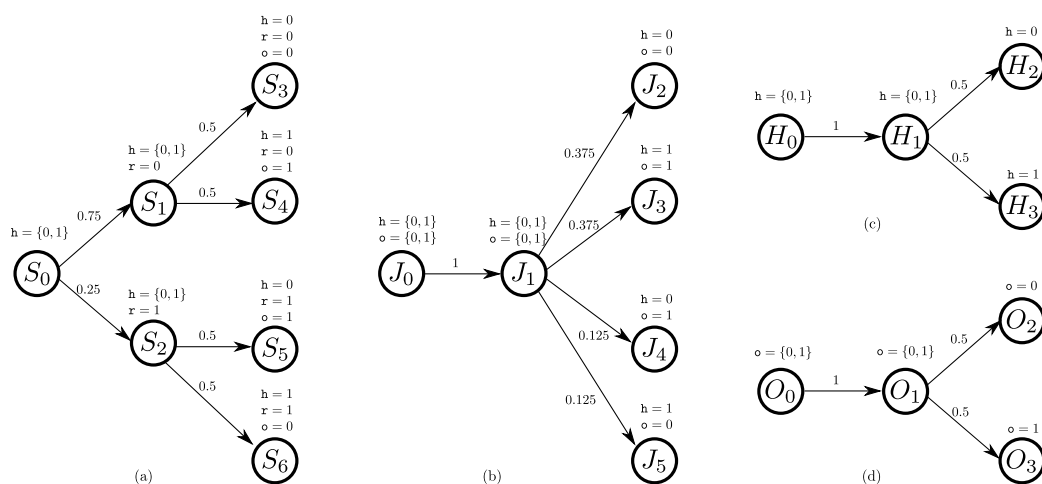 h = 0
r = 0
o = 0
S3
0.5
h = {0, 1}
r = 0
S1
h = 1
r = 0
o = 1
0.5
S4
0.75
h = {0, 1}
S0
0.25
h = {0, 1}
r = 1
S2
h = 0
r = 1
o = 1
0.5
S5
0.5
h = 1
r = 1
o = 0
S6
(a)
h = 0
o = 0
J2
0.375
h = 1
o = 1
J3
0.375
h = {0, 1}
o = {0, 1}
J0
1
h = {0, 1}
o = {0, 1}
J1
h = 0
o = 1
J4
0.125
0.125
h = 1
o = 0
J5
(b)
h = 0
H2
0.5
h = {0, 1}
H0
1
h = {0, 1}
H1
0.5
h = 1
H3
(c)
o = 0
O2
0.5
o = {0, 1}
O0
1
o = {0, 1}
O1
0.5
o = 1
O3
(d)